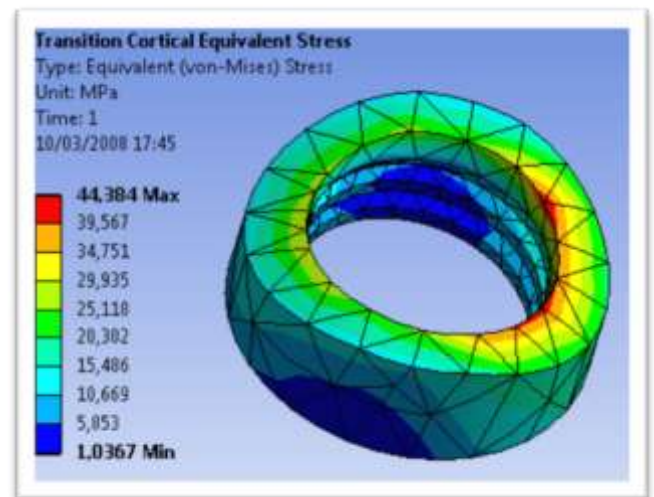 Transition Cortical Equivalent Stress
Type: Equivalent (von-Mises) Stress
Unit: MPa
Time: 1
10/03/2008 17:45
44,384 Max
39,567
34,751
29,935
25,118
20,302
15,486
10,669
5,853
1,0367 Min